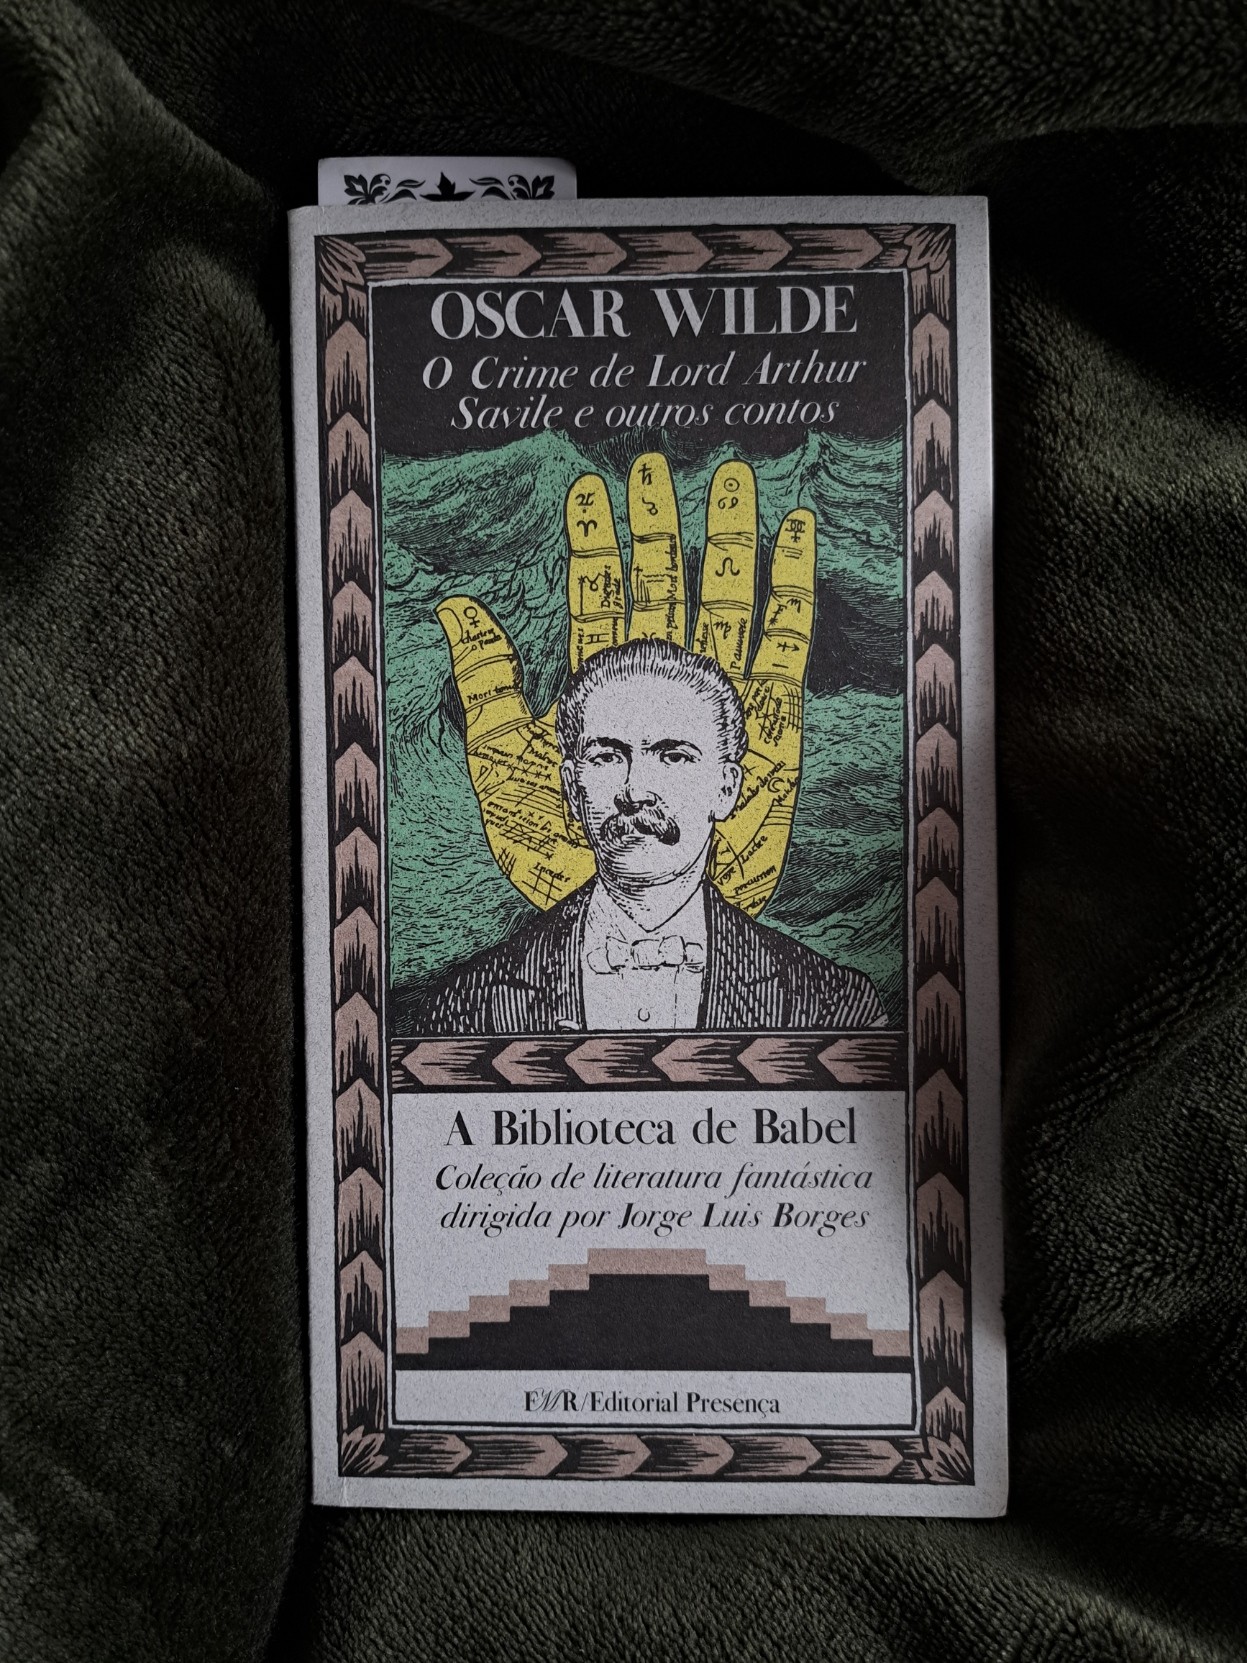 OSCAR WILDE
O Crime de Lord Arthur
Savile e outros contos
A Biblioteca de Babel
Coleção de literatura fantástica
dirigida por Jorge Luis Borges
FMR/Editorial Presença